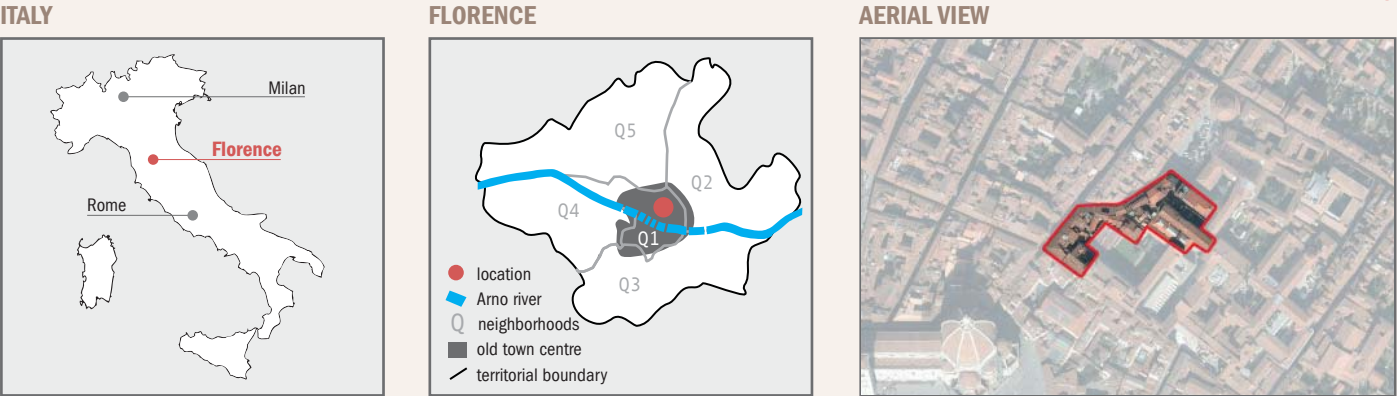 ITALY
Milan
Florence
Rome
FLORENCE
Q5
Q2
Q4
Q1
Q3
location
Arno river
Q neighborhoods
old town centre
territorial boundary
AERIAL VIEW